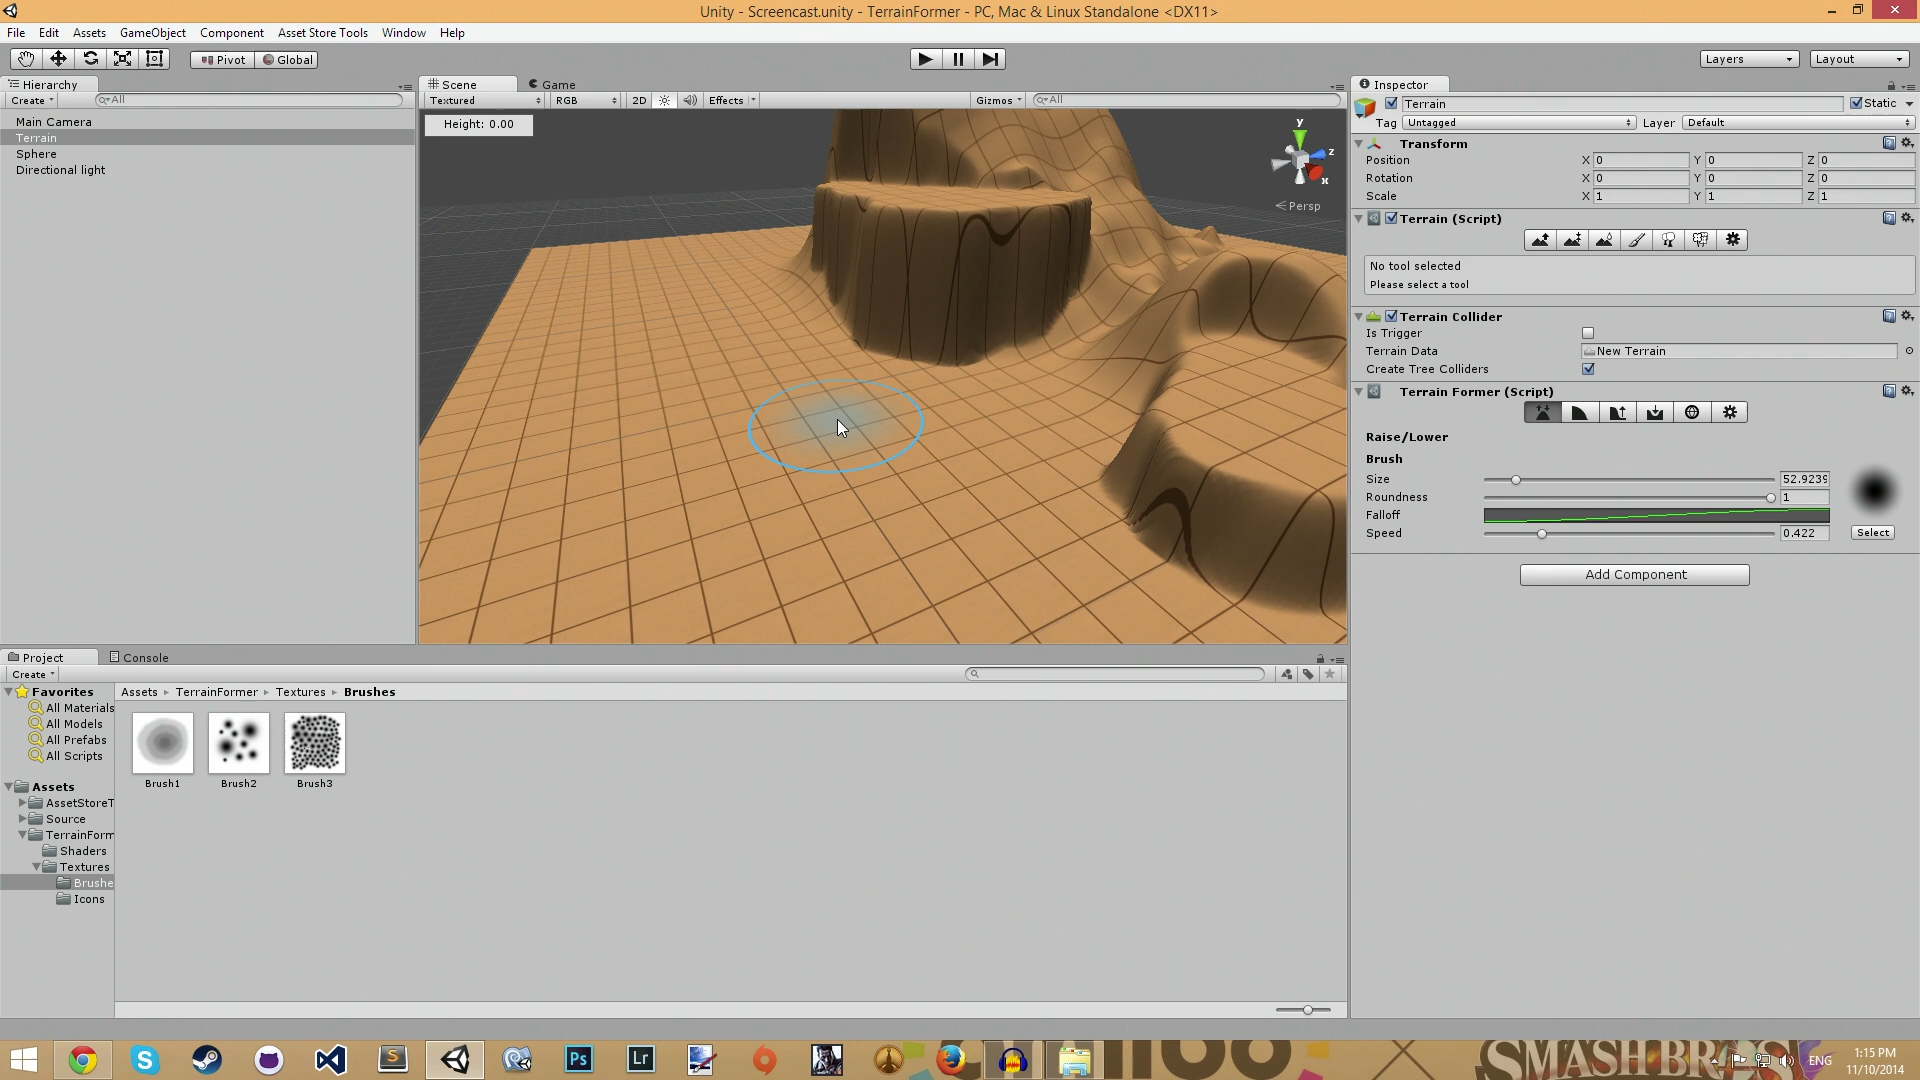 Unity - Screencast.unity - TerrainFormer - PC, Mac & Linux Standalone <DX11>
File Edit Assets GameObject Component Asset Store Tools Window Help
Pivot Global
Layers Layout
Hierarchy
Create All
Main Camera
Terrain
Sphere
Directional light
Scene Game
Textured RGB 2D Effects Gizmos All
Height: 0.00
y
z
x
Persp
Inspector
Terrain Static
Tag Untagged Layer Default
Transform
Position X 0 Y 0 Z 0
Rotation X 0 Y 0 Z 0
Scale X 1 Y 1 Z 1
Terrain (Script)
No tool selected
Please select a tool
Terrain Collider
Is Trigger
Terrain Data New Terrain
Create Tree Colliders
Terrain Former (Script)
Raise/Lower
Brush
Size 52.9239
Roundness 1
Falloff
Speed 0.422 Select
Add Component
Project Console
Create
Favorites
All Materials
All Models
All Prefabs
All Scripts
Assets
AssetStoreT
Source
TerrainForm
Shaders
Textures
Brushe
Icons
Assets TerrainFormer Textures Brushes
Brush1 Brush2 Brush3
Ps Lr
SMASH BROS
ENG
1:15 PM
11/10/2014